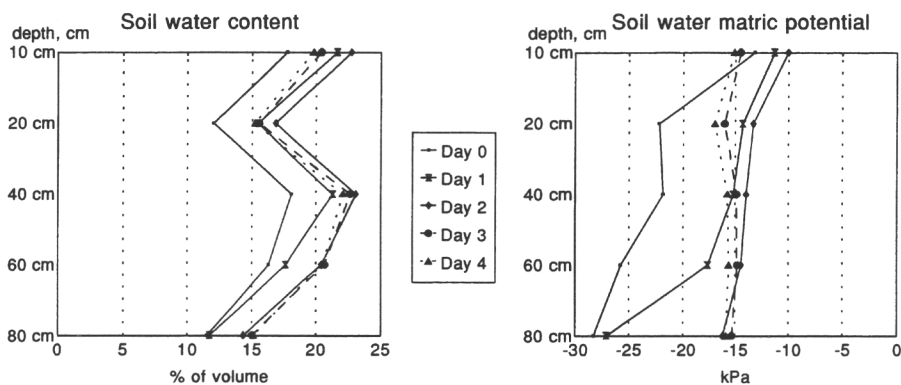 Soil water content
depth, cm
10 cm
20 cm
40 cm
60 cm
80 cm
0 5 10 15 20 25
% of volume
Day 0
Day 1
Day 2
Day 3
Day 4
Soil water matric potential
depth, cm
10 cm
20 cm
40 cm
60 cm
80 cm
-30 -25 -20 -15 -10 -5 0
kPa